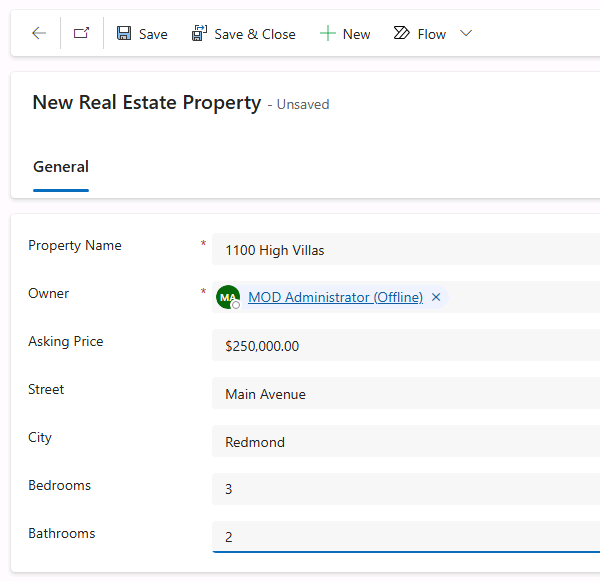 Save Save & Close New Flow
New Real Estate Property - Unsaved
General
Property Name * 1100 High Villas
Owner * MA MOD Administrator (Offline)
Asking Price $250,000.00
Street Main Avenue
City Redmond
Bedrooms 3
Bathrooms 2